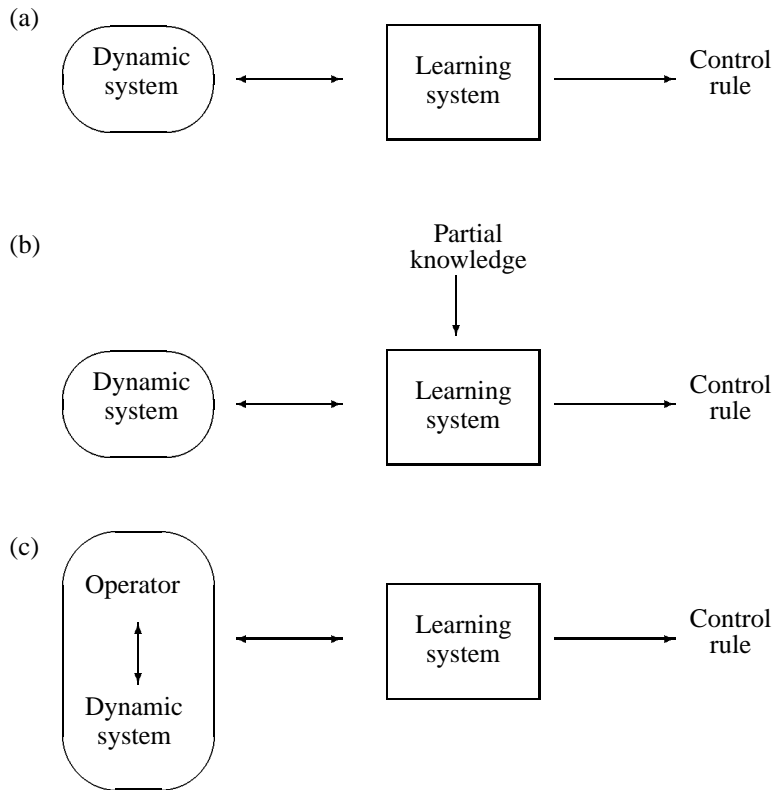 (a)
Dynamic
system
Learning
system
Control
rule
(b)
Partial
knowledge
Dynamic
system
Learning
system
Control
rule
(c)
Operator
Dynamic
system
Learning
system
Control
rule